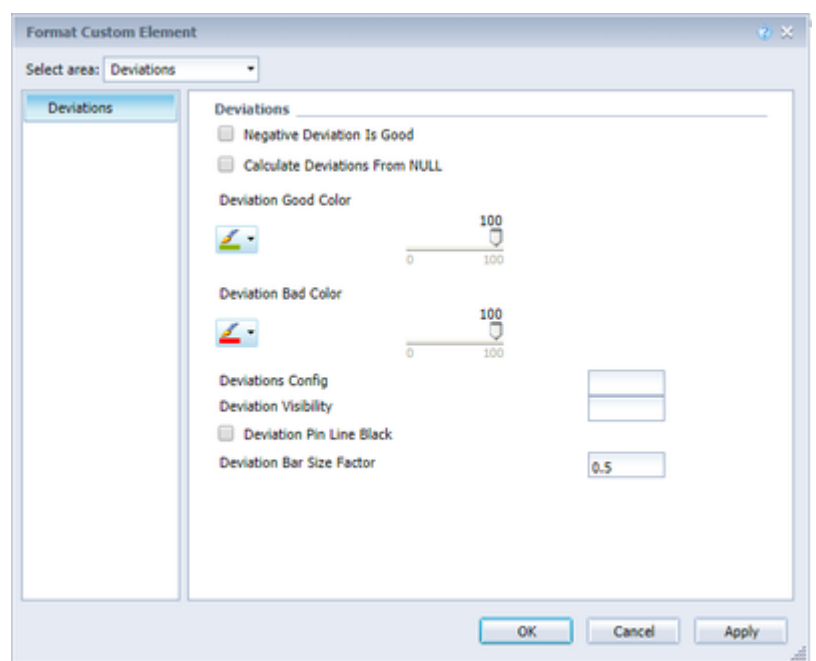 Format Custom Element
Select area: Deviations
Deviations
Deviations
Negative Deviation Is Good
Calculate Deviations From NULL
Deviation Good Color
100
0 100
Deviation Bad Color
100
0 100
Deviations Config
Deviation Visibility
Deviation Pin Line Black
Deviation Bar Size Factor 0.5
OK Cancel Apply